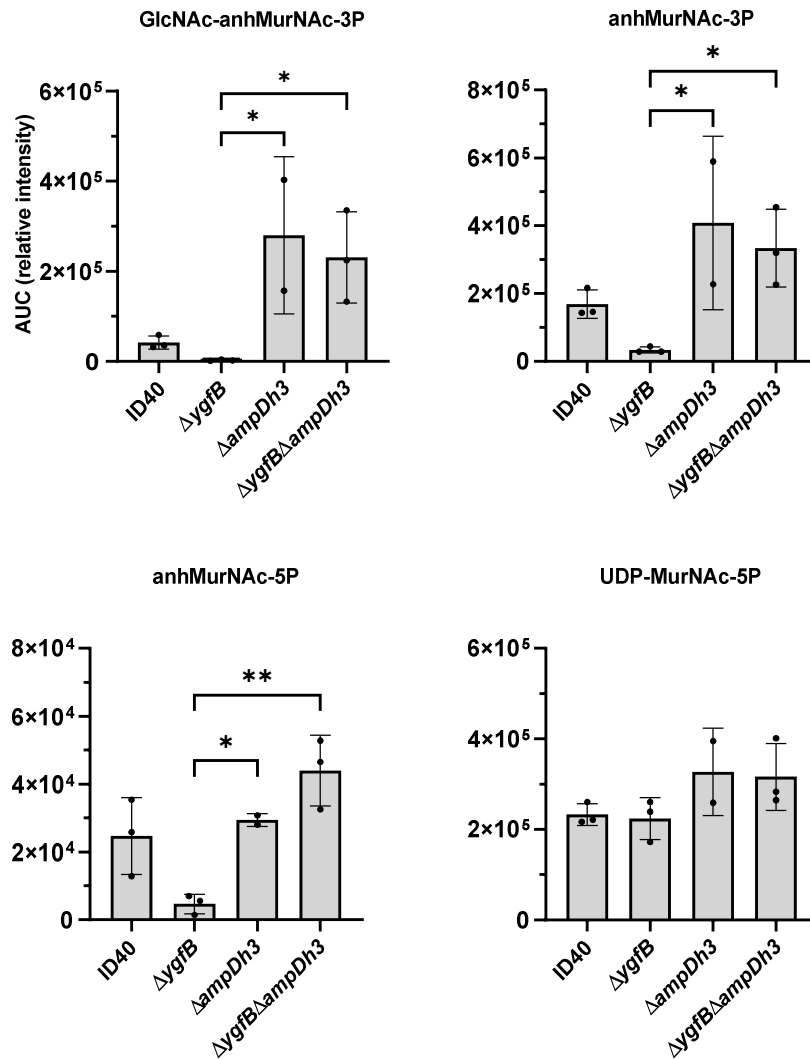 GlcNAc-anhMurNAc-3P
AUC (relative intensity)
6×10⁵
4×10⁵
2×10⁵
0
*
*
ID40
ΔygfB
ΔampDh3
ΔygfBΔampDh3
anhMurNAc-3P
8×10⁵
6×10⁵
4×10⁵
2×10⁵
0
*
*
ID40
ΔygfB
ΔampDh3
ΔygfBΔampDh3
anhMurNAc-5P
8×10⁴
6×10⁴
4×10⁴
2×10⁴
0
**
*
ID40
ΔygfB
ΔampDh3
ΔygfBΔampDh3
UDP-MurNAc-5P
6×10⁵
4×10⁵
2×10⁵
0
ID40
ΔygfB
ΔampDh3
ΔygfBΔampDh3